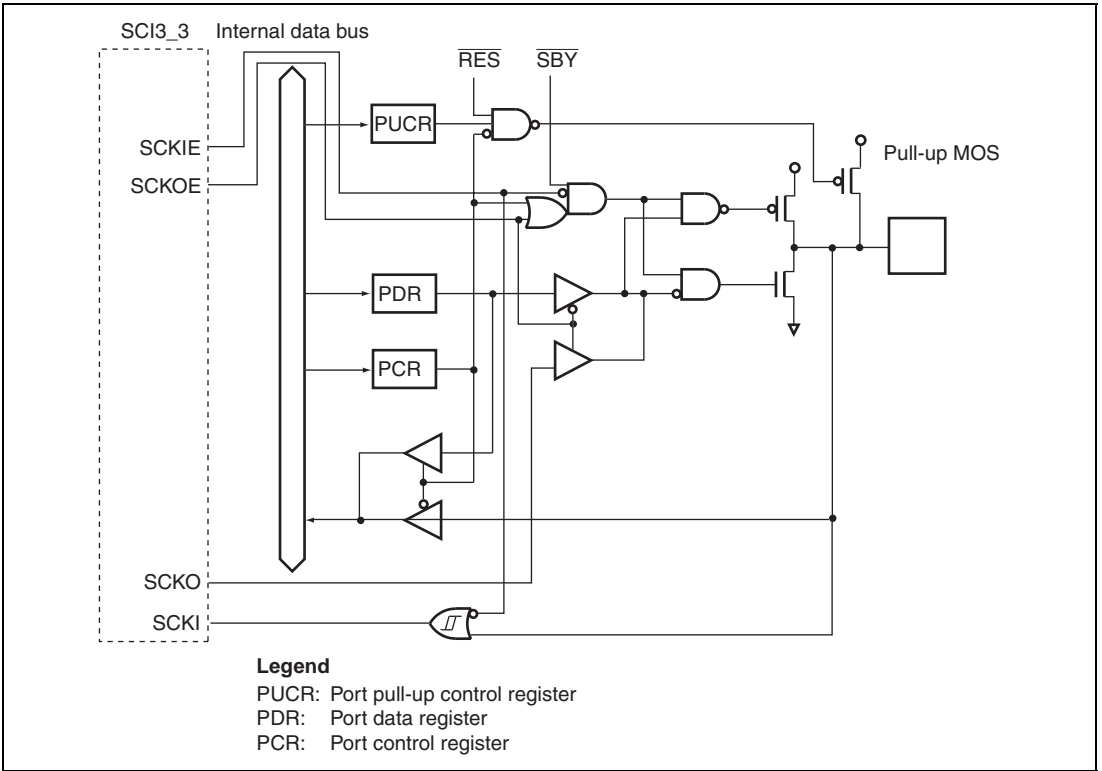 SCI3_3 Internal data bus
RES SBY
PUCR
Pull-up MOS
SCKIE
SCKOE
PDR
PCR
SCKO
SCKI
Legend
PUCR: Port pull-up control register
PDR: Port data register
PCR: Port control register